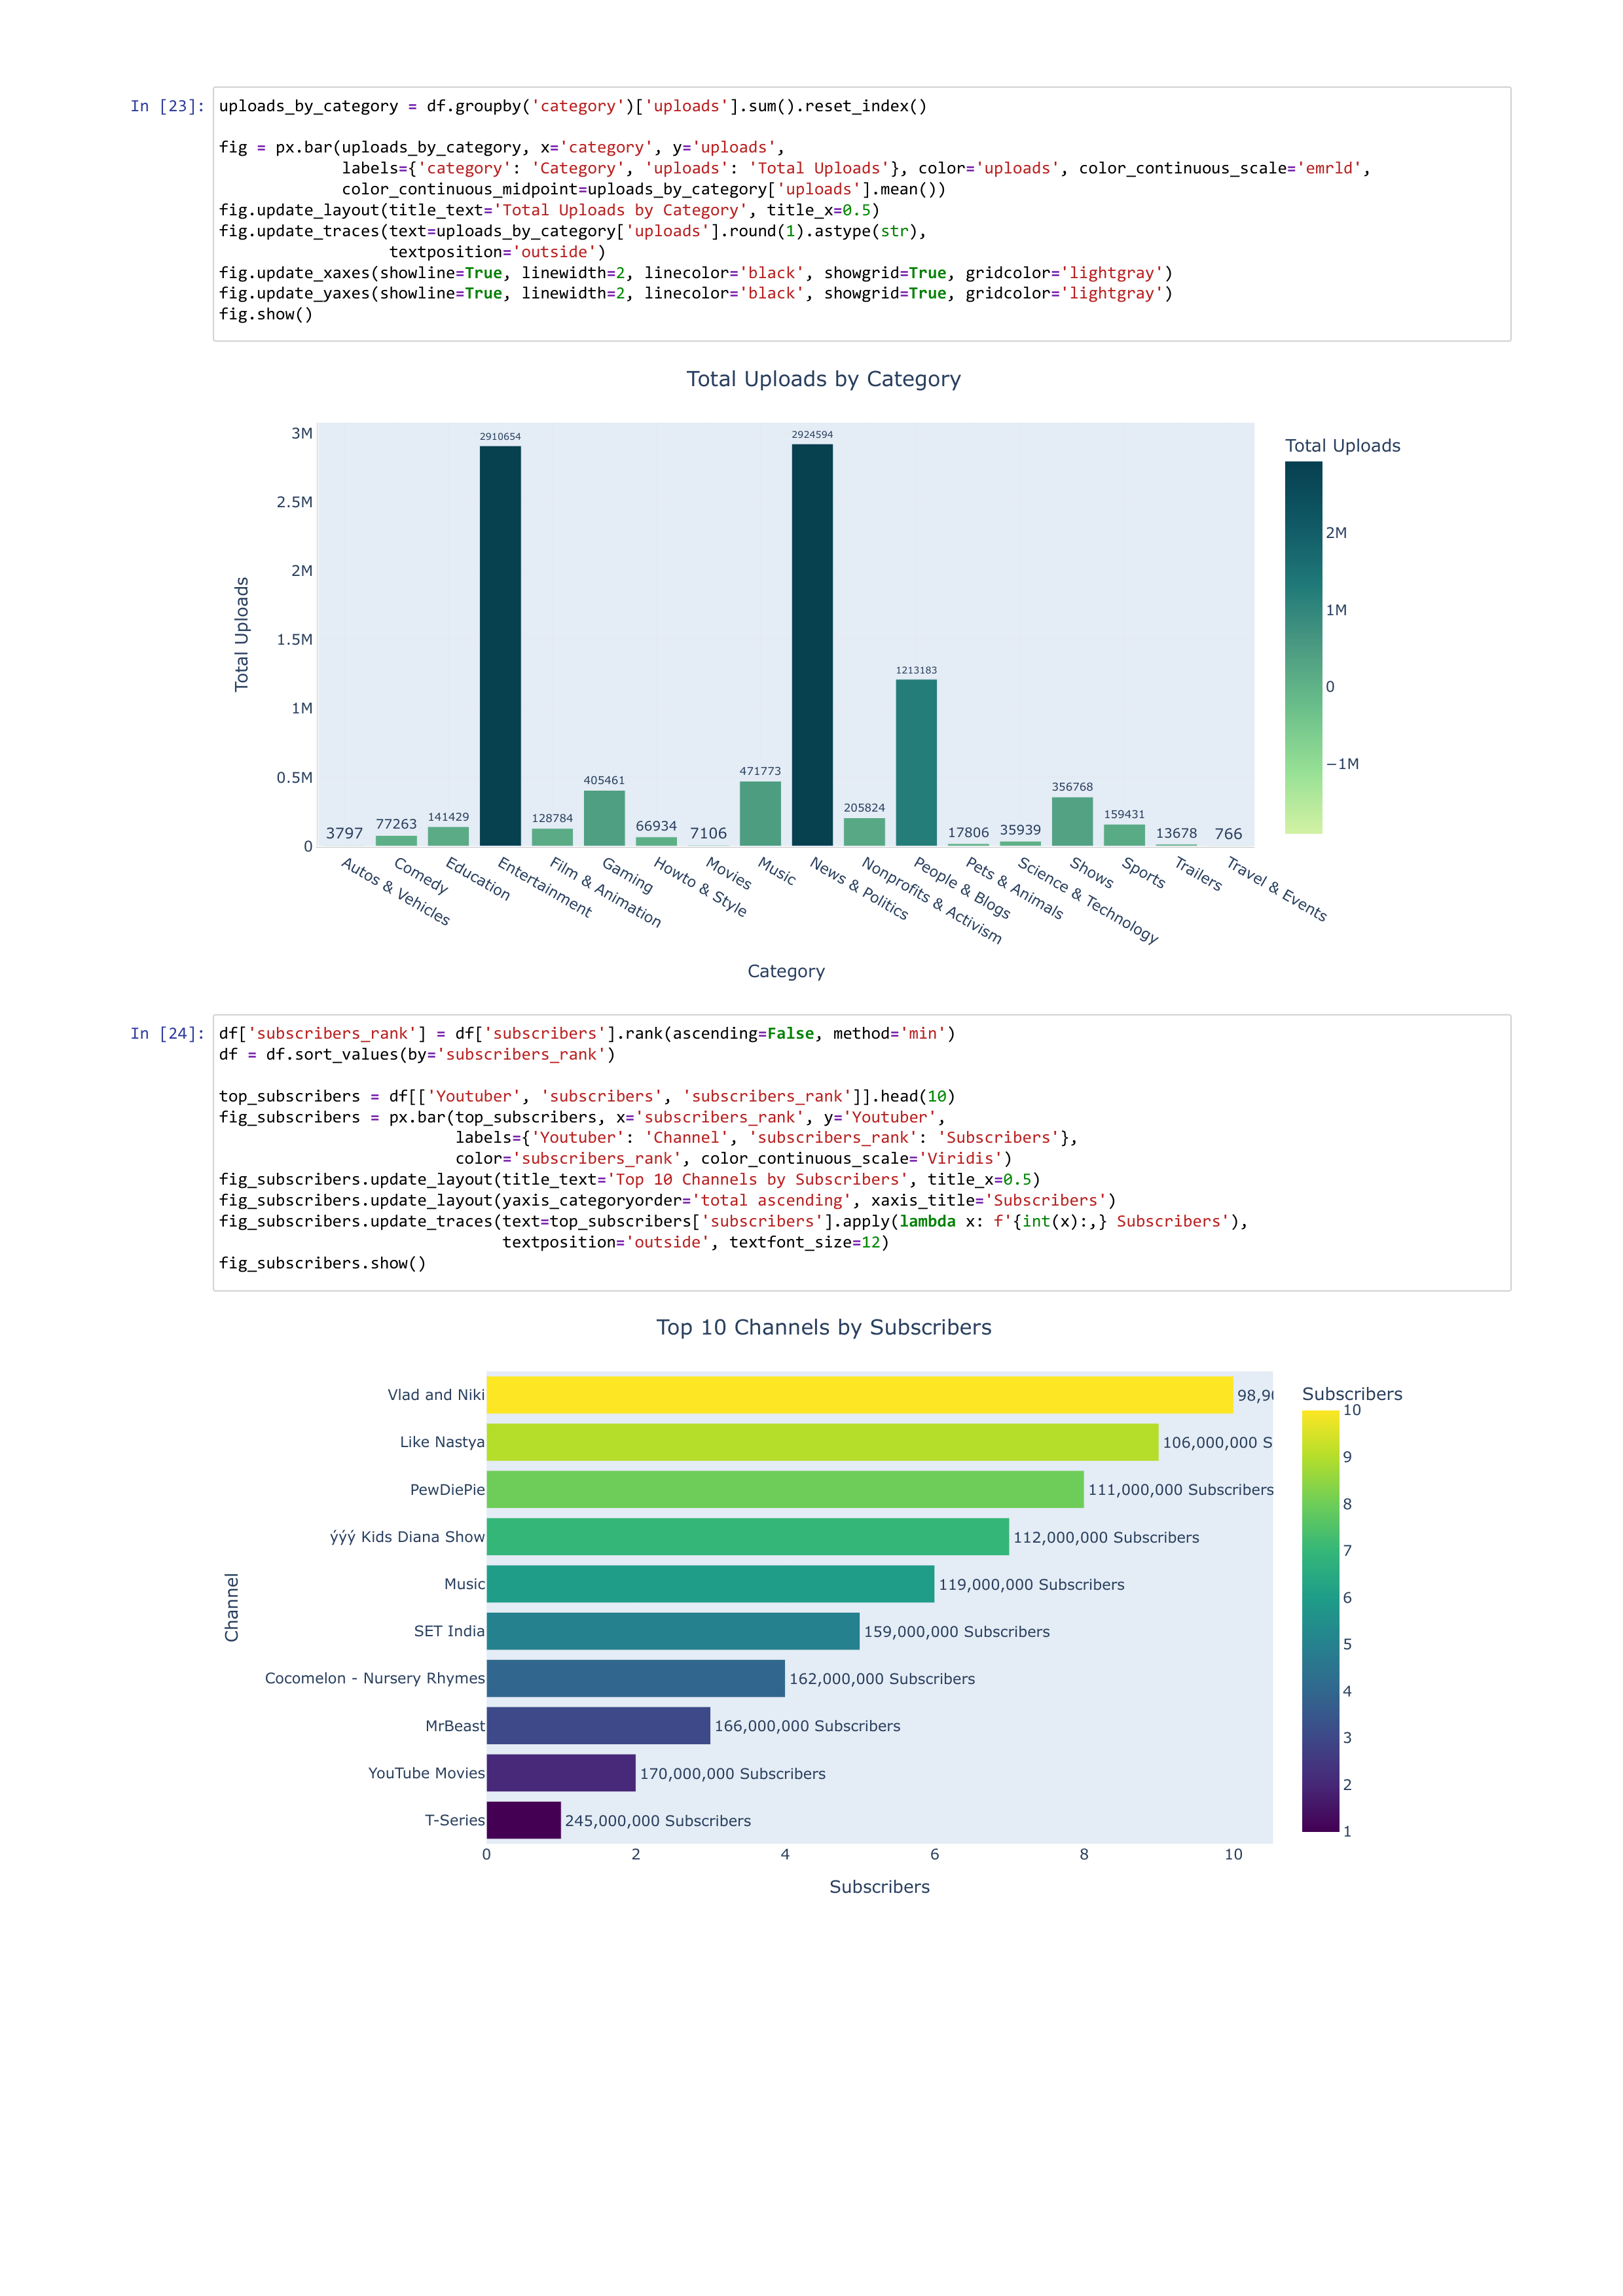 In [23]:
uploads_by_category = df.groupby('category')['uploads'].sum().reset_index()
fig = px.bar(uploads_by_category, x='category', y='uploads',
labels={'category': 'Category', 'uploads': 'Total Uploads'}, color='uploads', color_continuous_scale='emrld',
color_continuous_midpoint=uploads_by_category['uploads'].mean())
fig.update_layout(title_text='Total Uploads by Category', title_x=0.5)
fig.update_traces(text=uploads_by_category['uploads'].round(1).astype(str),
textposition='outside')
fig.update_xaxes(showline=True, linewidth=2, linecolor='black', showgrid=True, gridcolor='lightgray')
fig.update_yaxes(showline=True, linewidth=2, linecolor='black', showgrid=True, gridcolor='lightgray')
fig.show()
Total Uploads by Category
Total Uploads
3M
2.5M
2M
1.5M
1M
0.5M
0
3797
77263
141429
2910654
128784
405461
66934
7106
471773
2924594
205824
1213183
17806
35939
356768
159431
13678
766
Autos & Vehicles
Comedy
Education
Entertainment
Film & Animation
Gaming
Howto & Style
Movies
Music
News & Politics
Nonprofits & Activism
People & Blogs
Pets & Animals
Science & Technology
Shows
Sports
Trailers
Travel & Events
Category
Total Uploads
2M
1M
0
−1M
In [24]:
df['subscribers_rank'] = df['subscribers'].rank(ascending=False, method='min')
df = df.sort_values(by='subscribers_rank')
top_subscribers = df[['Youtuber', 'subscribers', 'subscribers_rank']].head(10)
fig_subscribers = px.bar(top_subscribers, x='subscribers_rank', y='Youtuber',
labels={'Youtuber': 'Channel', 'subscribers_rank': 'Subscribers'},
color='subscribers_rank', color_continuous_scale='Viridis')
fig_subscribers.update_layout(title_text='Top 10 Channels by Subscribers', title_x=0.5)
fig_subscribers.update_layout(yaxis_categoryorder='total ascending', xaxis_title='Subscribers')
fig_subscribers.update_traces(text=top_subscribers['subscribers'].apply(lambda x: f'{int(x):,} Subscribers'),
textposition='outside', textfont_size=12)
fig_subscribers.show()
Top 10 Channels by Subscribers
Channel
Vlad and Niki
Like Nastya 106,000,000 S
PewDiePie 111,000,000 Subscribers
ýýý Kids Diana Show 112,000,000 Subscribers
Music 119,000,000 Subscribers
SET India 159,000,000 Subscribers
Cocomelon - Nursery Rhymes 162,000,000 Subscribers
MrBeast 166,000,000 Subscribers
YouTube Movies 170,000,000 Subscribers
T-Series 245,000,000 Subscribers
0 2 4 6 8 10
Subscribers
Subscribers
10
9
8
7
6
5
4
3
2
1